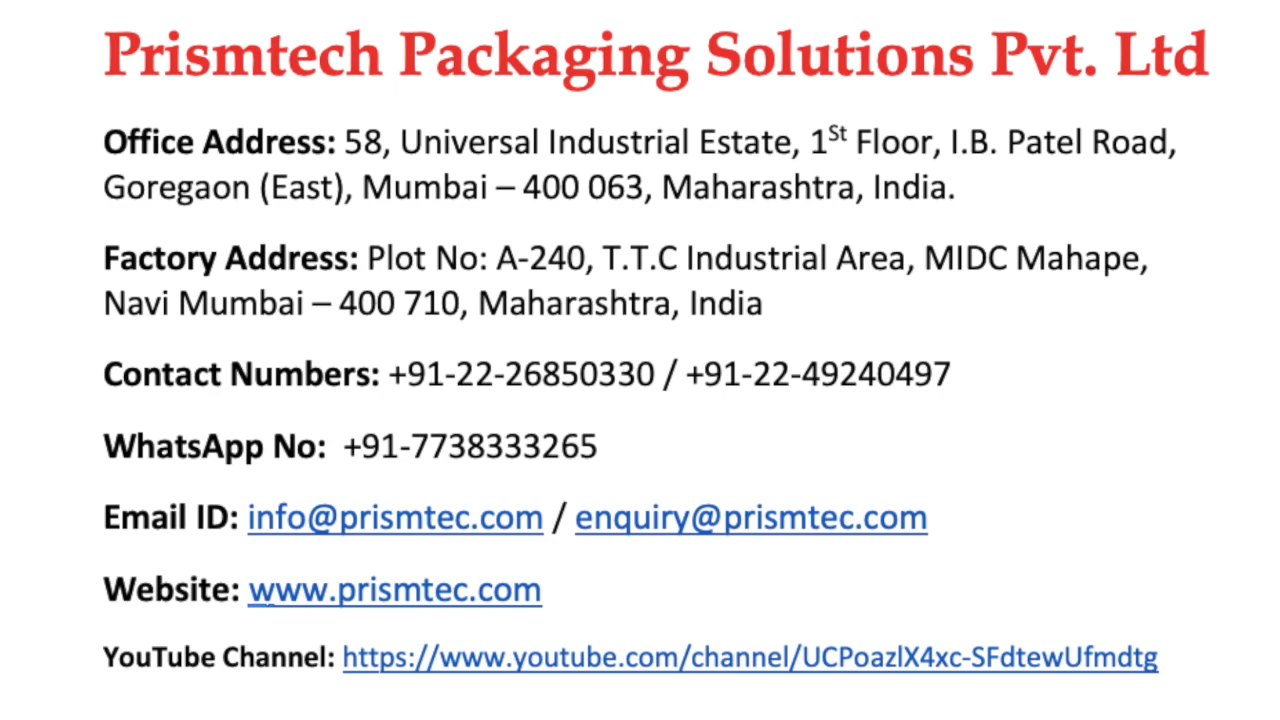 Prismtech Packaging Solutions Pvt. Ltd
Office Address: 58, Universal Industrial Estate, 1St Floor, I.B. Patel Road,
Goregaon (East), Mumbai – 400 063, Maharashtra, India.
Factory Address: Plot No: A-240, T.T.C Industrial Area, MIDC Mahape,
Navi Mumbai – 400 710, Maharashtra, India
Contact Numbers: +91-22-26850330 / +91-22-49240497
WhatsApp No: +91-7738333265
Email ID: info@prismtec.com / enquiry@prismtec.com
Website: www.prismtec.com
YouTube Channel: https://www.youtube.com/channel/UCPoazlX4xc-SFdtewUfmdtg